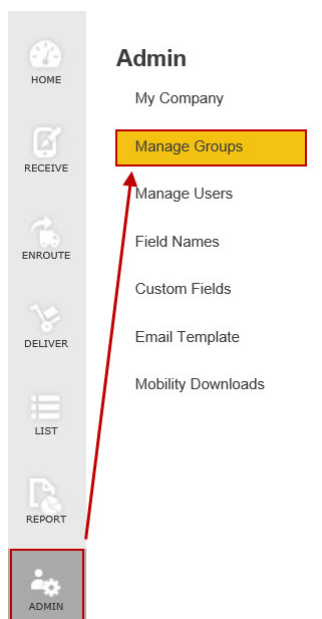 HOME
RECEIVE
ENROUTE
DELIVER
LIST
REPORT
ADMIN
Admin
My Company
Manage Groups
Manage Users
Field Names
Custom Fields
Email Template
Mobility Downloads